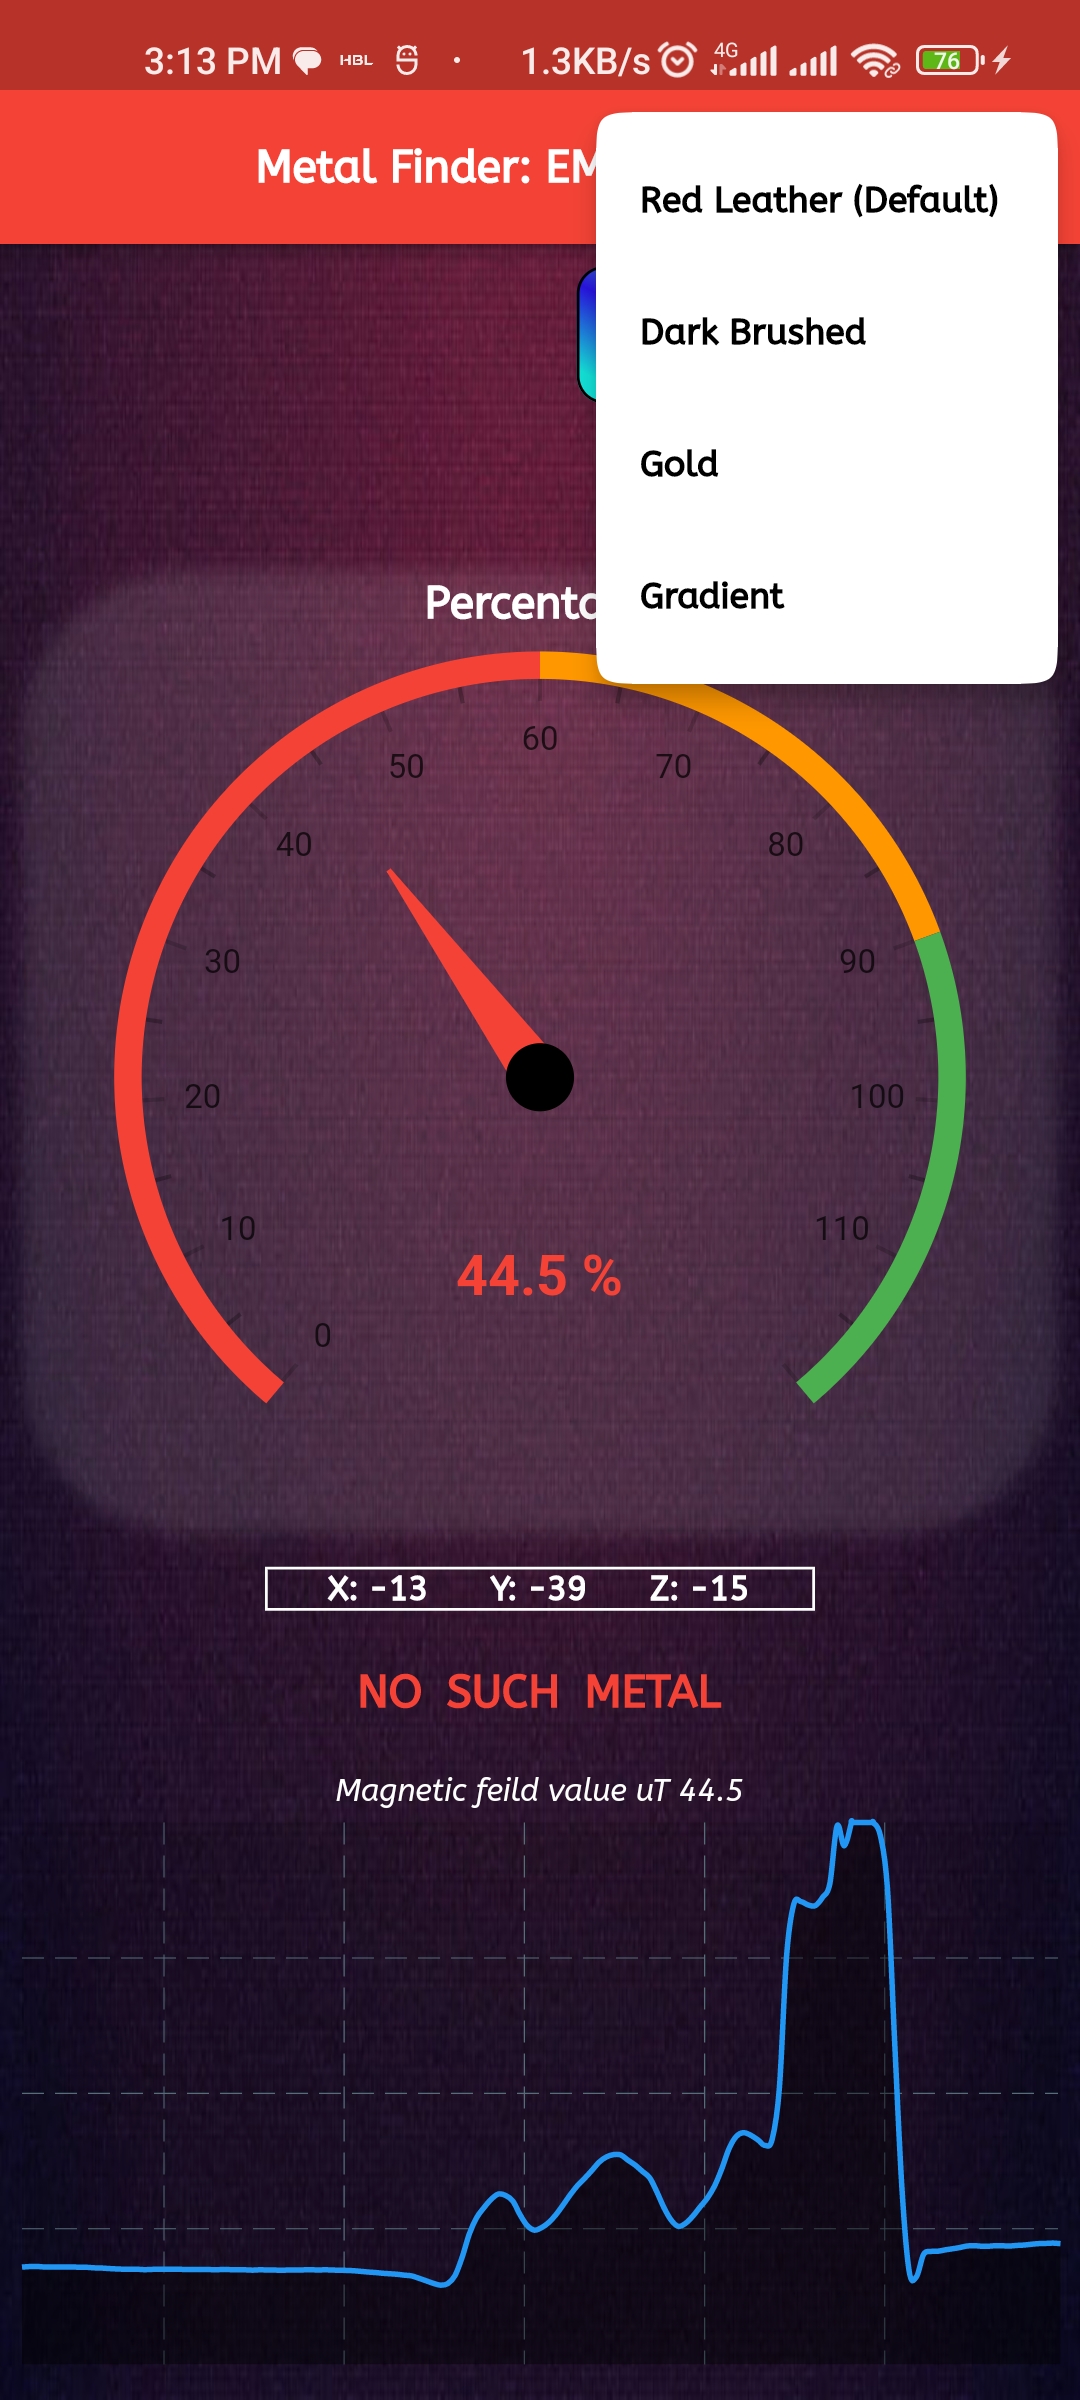 3:13 PM HBL 1.3KB/s 4G 76
Metal Finder: EM
Red Leather (Default)
Dark Brushed
Gold
Gradient
Percenta
60
50
70
40
80
30
90
20
100
10
110
44.5 %
0
X: -13 Y: -39 Z: -15
NO SUCH METAL
Magnetic feild value uT 44.5